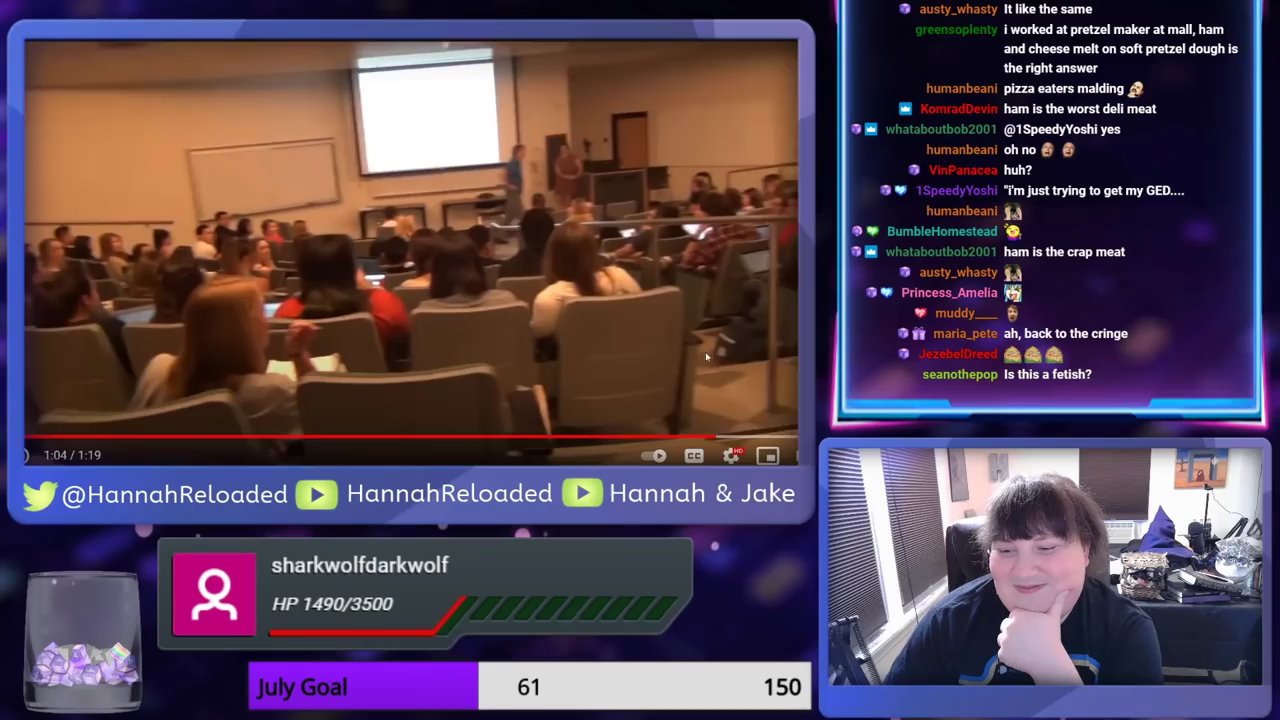 1:04 / 1:19
CC
HD
@HannahReloaded HannahReloaded Hannah & Jake
sharkwolfdarkwolf
HP 1490/3500
July Goal 61 150
austy_whasty It like the same
greensoplenty i worked at pretzel maker at mall, ham
and cheese melt on soft pretzel dough is
the right answer
humanbeani pizza eaters malding
KomradDevin ham is the worst deli meat
whataboutbob2001 @1SpeedyYoshi yes
humanbeani oh no
VinPanacea huh?
1SpeedyYoshi "i'm just trying to get my GED....
humanbeani
BumbleHomestead
whataboutbob2001 ham is the crap meat
austy_whasty
Princess_Amelia
muddy____
maria_pete ah, back to the cringe
JezebelDreed
seanothepop Is this a fetish?